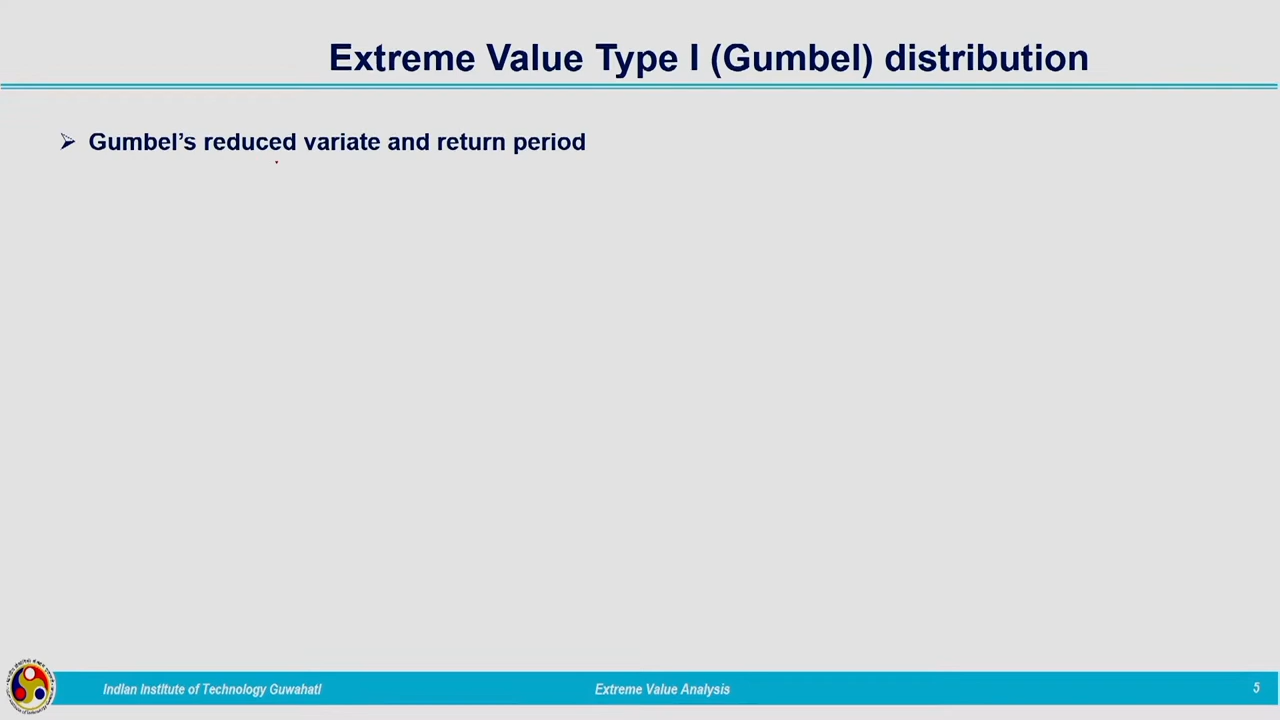 Extreme Value Type I (Gumbel) distribution
Gumbel’s reduced variate and return period
Indian Institute of Technology Guwahati
Extreme Value Analysis
5